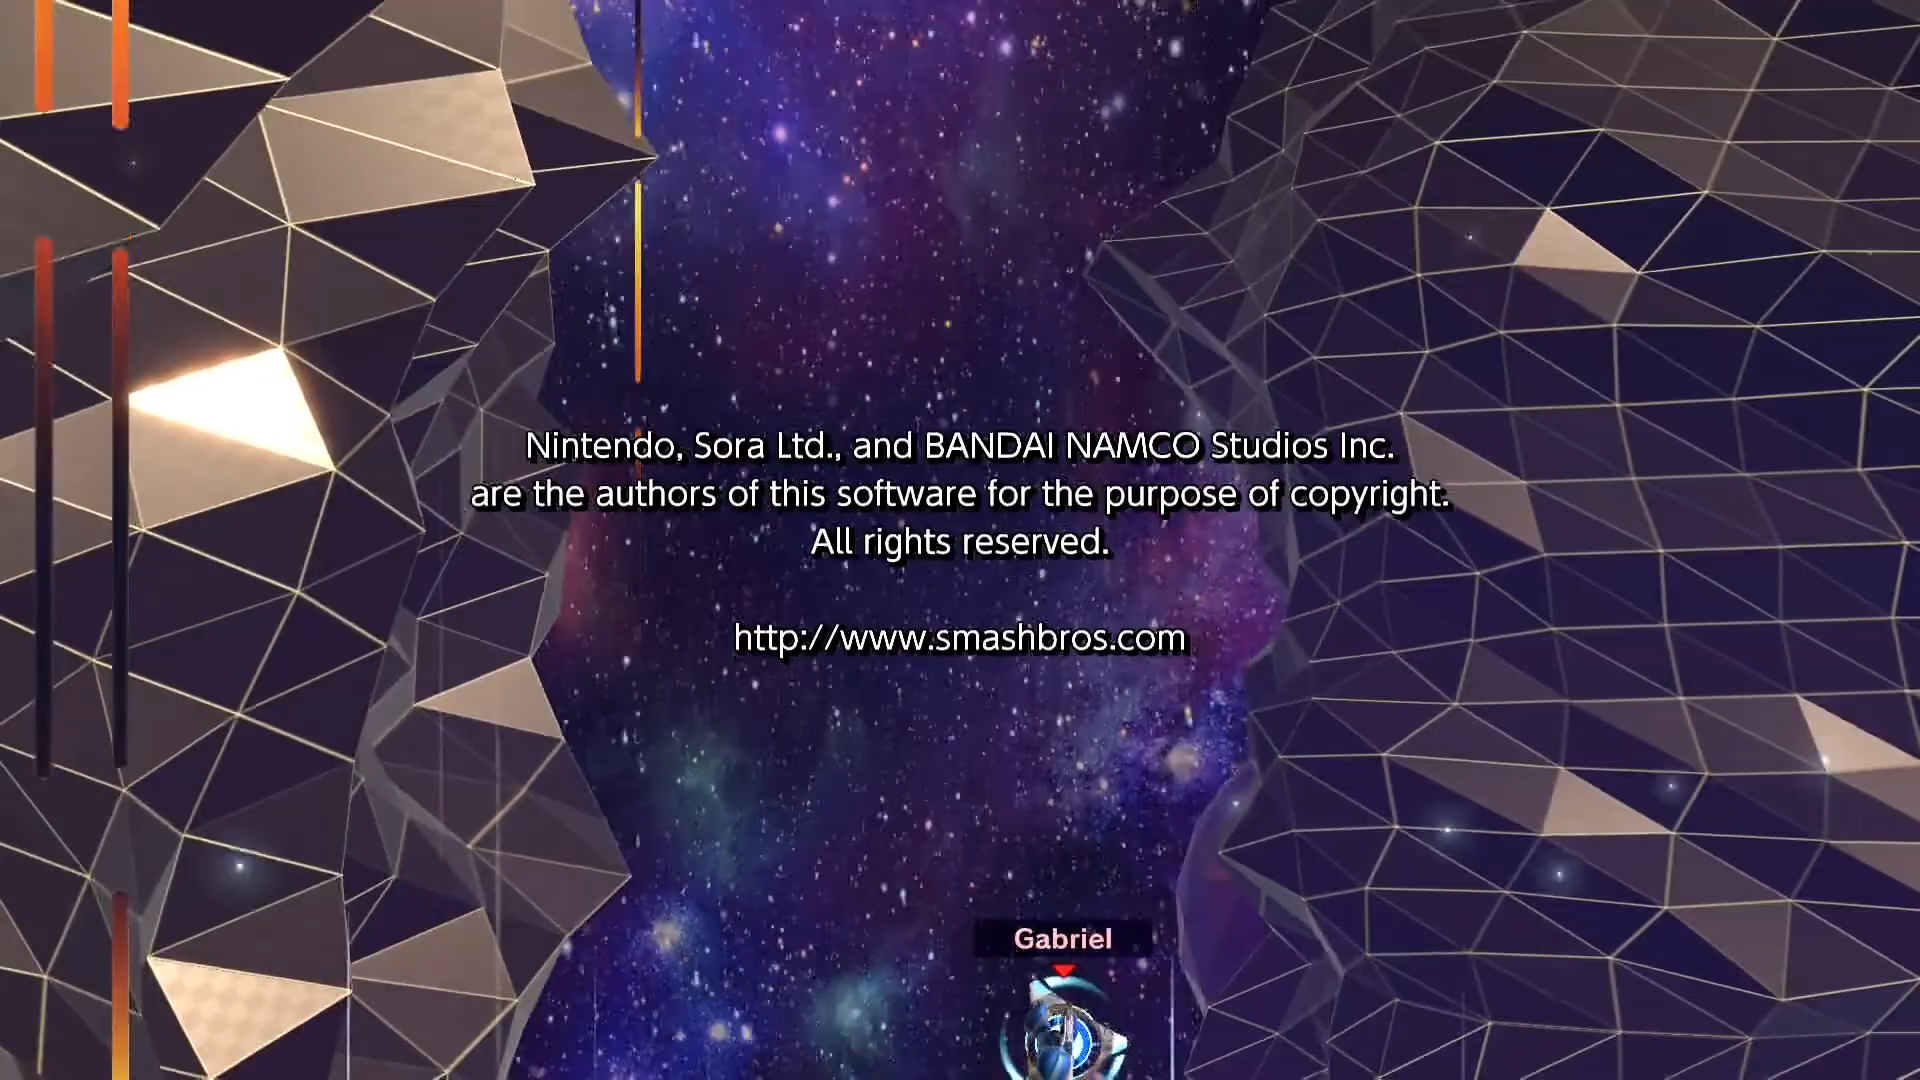 Nintendo, Sora Ltd., and BANDAI NAMCO Studios Inc.
are the authors of this software for the purpose of copyright.
All rights reserved.
http://www.smashbros.com
Gabriel